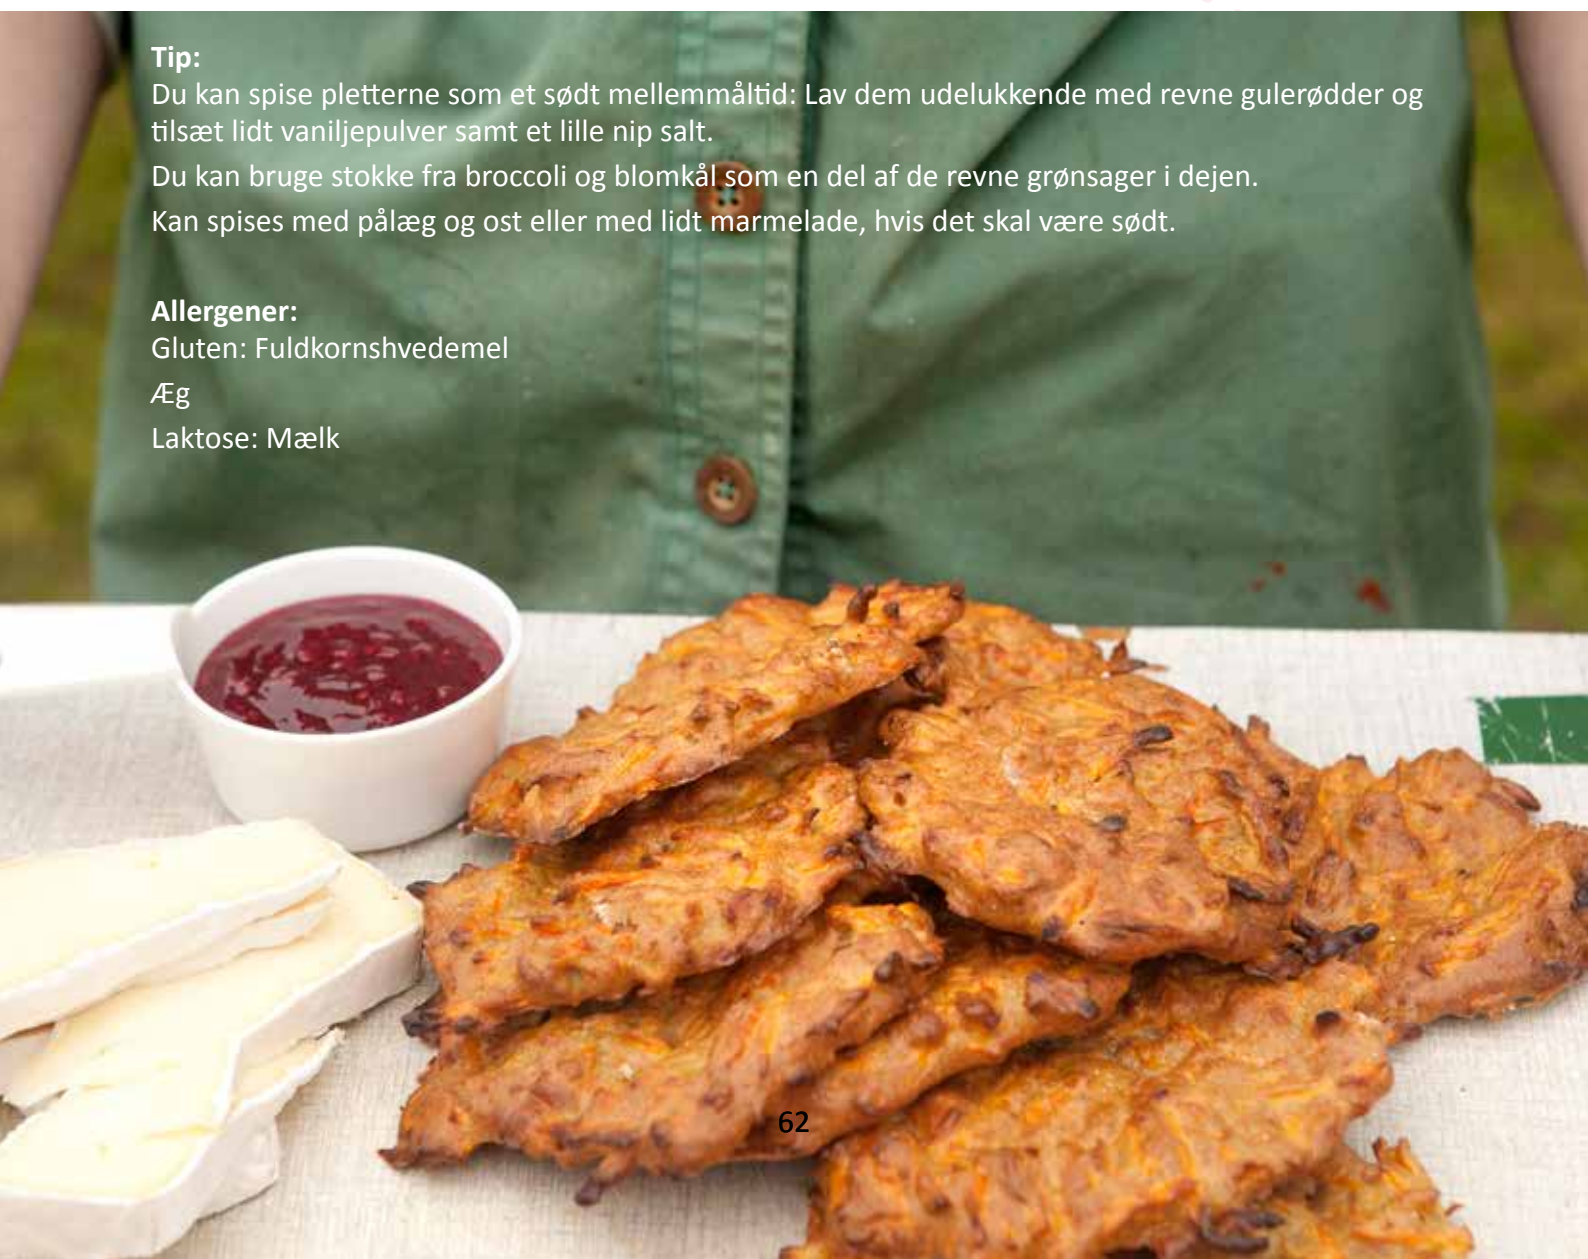 Tip:
Du kan spise pletterne som et sødt mellemmåltid: Lav dem udelukkende med revne gulerødder og
tilsæt lidt vaniljepulver samt et lille nip salt.
Du kan bruge stokke fra broccoli og blomkål som en del af de revne grønsager i dejen.
Kan spises med pålæg og ost eller med lidt marmelade, hvis det skal være sødt.
Allergener:
Gluten: Fuldkornshvedemel
Æg
Laktose: Mælk
62